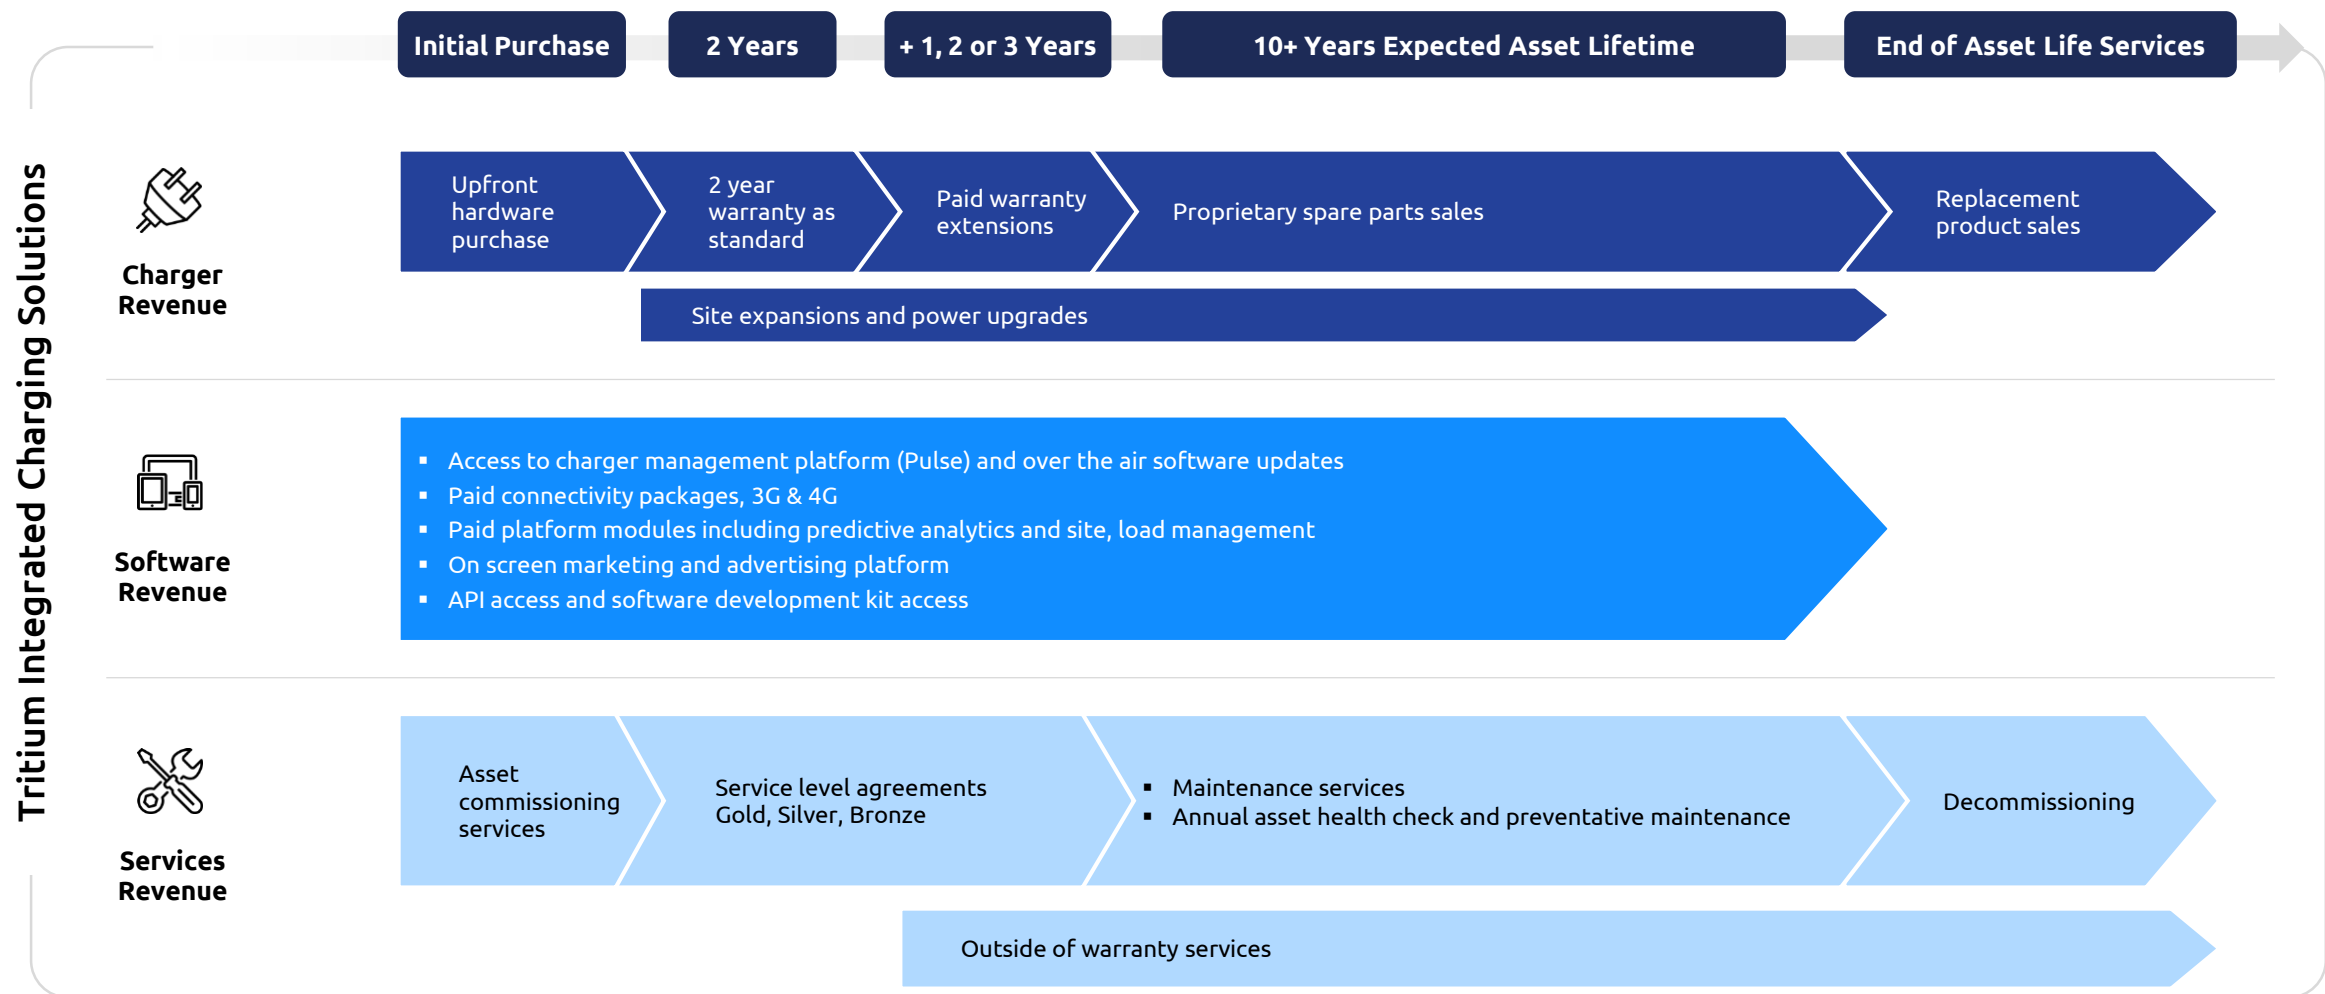 Initial Purchase
2 Years
+ 1, 2 or 3 Years
10+ Years Expected Asset Lifetime
End of Asset Life Services
Tritium Integrated Charging Solutions
Charger
Revenue
Upfront
hardware
purchase
2 year
warranty as
standard
Paid warranty
extensions
Proprietary spare parts sales
Replacement
product sales
Site expansions and power upgrades
Software
Revenue
▪ Access to charger management platform (Pulse) and over the air software updates
▪ Paid connectivity packages, 3G & 4G
▪ Paid platform modules including predictive analytics and site, load management
▪ On screen marketing and advertising platform
▪ API access and software development kit access
Services
Revenue
Asset
commissioning
services
Service level agreements
Gold, Silver, Bronze
▪ Maintenance services
▪ Annual asset health check and preventative maintenance
Decommissioning
Outside of warranty services